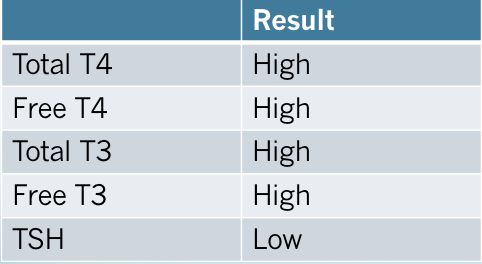 Result
Total T4 High
Free T4 High
Total T3 High
Free T3 High
TSH Low